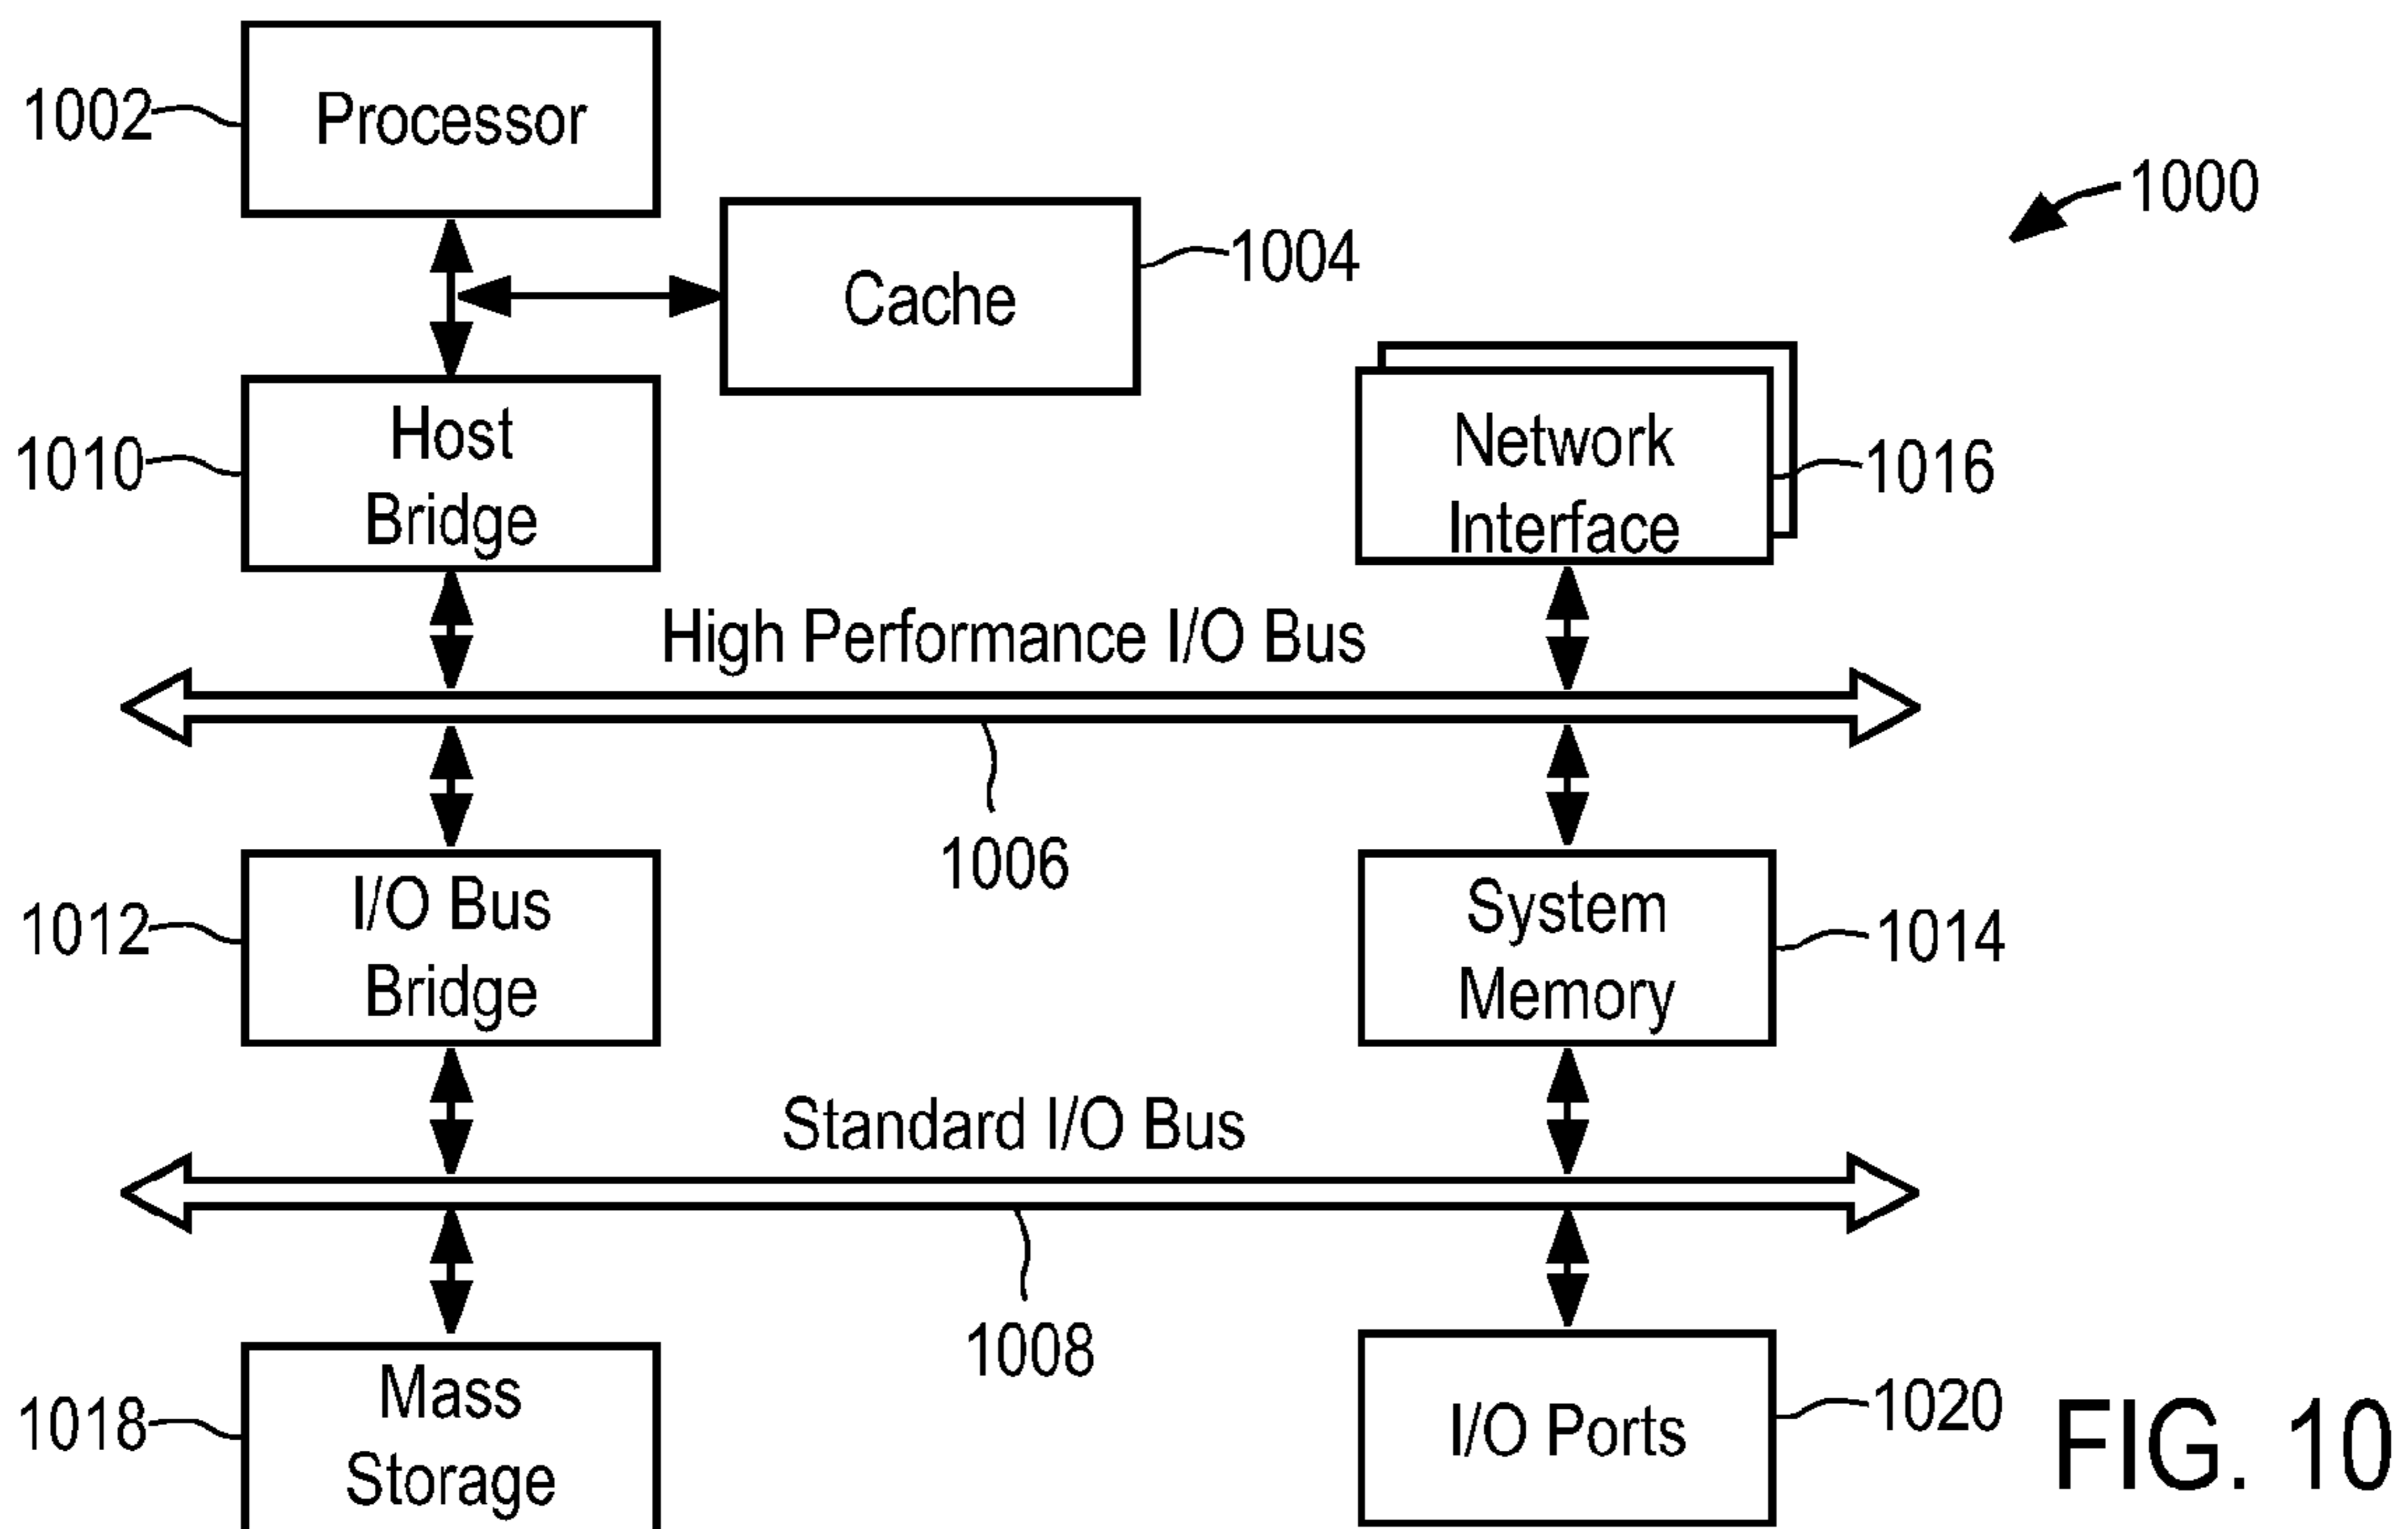 1002
Processor
1000
1004
Cache
1010
Host
Bridge
Network
Interface
1016
High Performance I/O Bus
1006
1012
I/O Bus
Bridge
System
Memory
1014
Standard I/O Bus
1008
1018
Mass
Storage
I/O Ports
1020
FIG. 10